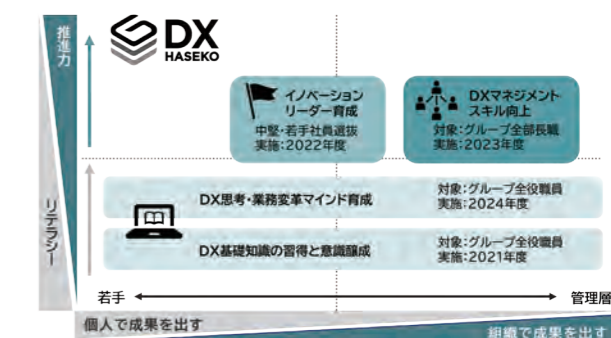 推進力
DX
HASEKO
イノベーション
リーダー育成
中堅・若手社員選抜
実施:2022年度
DXマネジメント
スキル向上
対象:グループ全部長職
実施:2023年度
リテラシー
DX思考・業務変革マインド育成
対象:グループ全役職員
実施:2024年度
DX基礎知識の習得と意識醸成
対象:グループ全役職員
実施:2021年度
若手
管理層
個人で成果を出す
組織で成果を出す